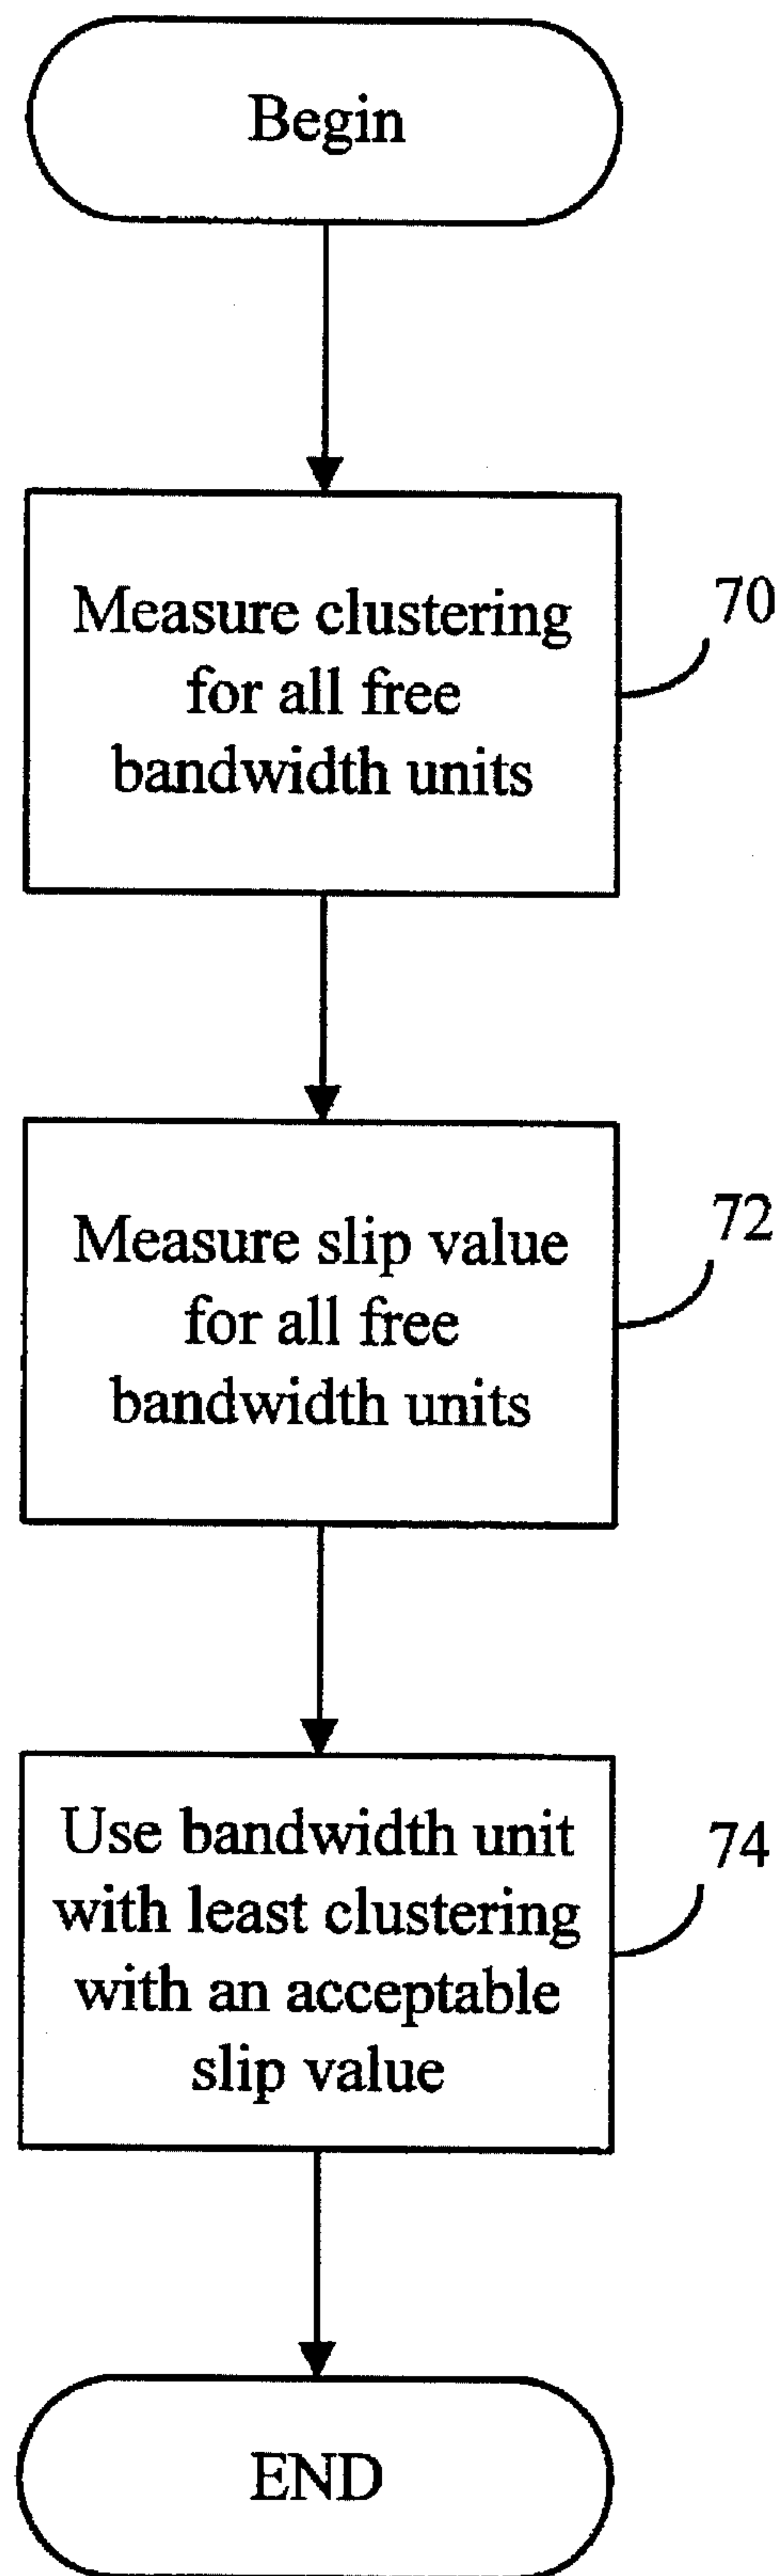 Begin
Measure clustering
for all free
bandwidth units
70
Measure slip value
for all free
bandwidth units
72
Use bandwidth unit
with least clustering
with an acceptable
slip value
74
END